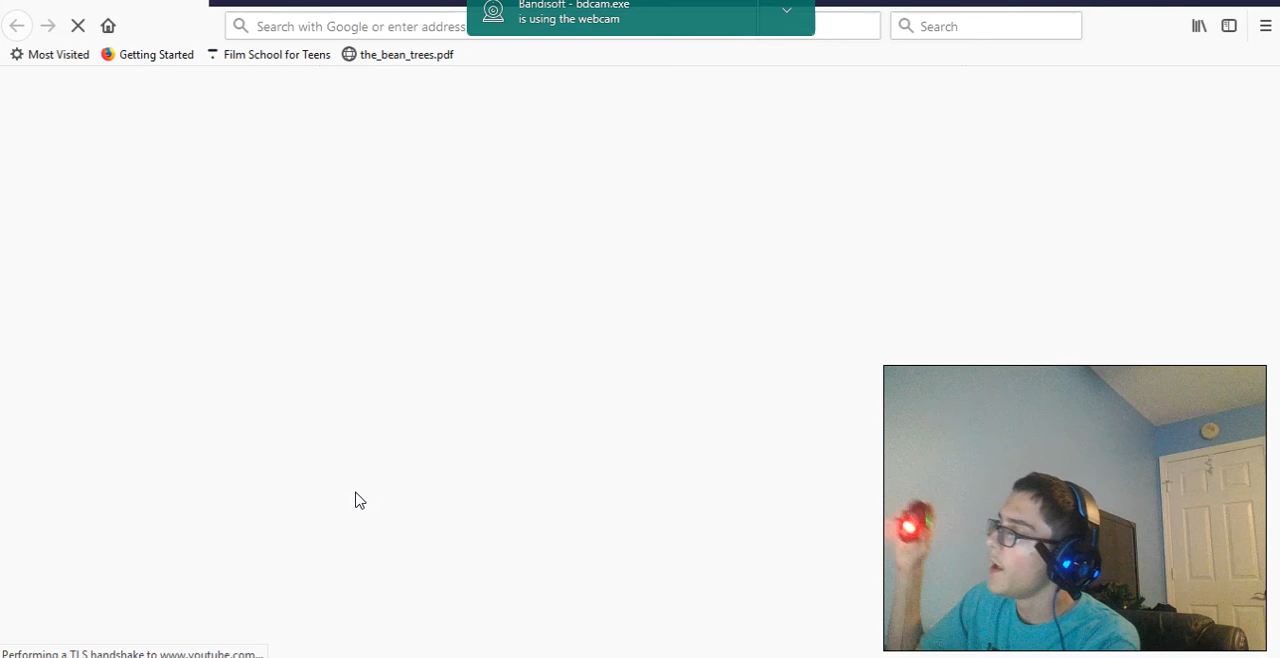 Bandisoft - bdcam.exe
is using the webcam
Search with Google or enter address
Search
Most Visited
Getting Started
Film School for Teens
the_bean_trees.pdf
Performing a TLS handshake to www.youtube.com...